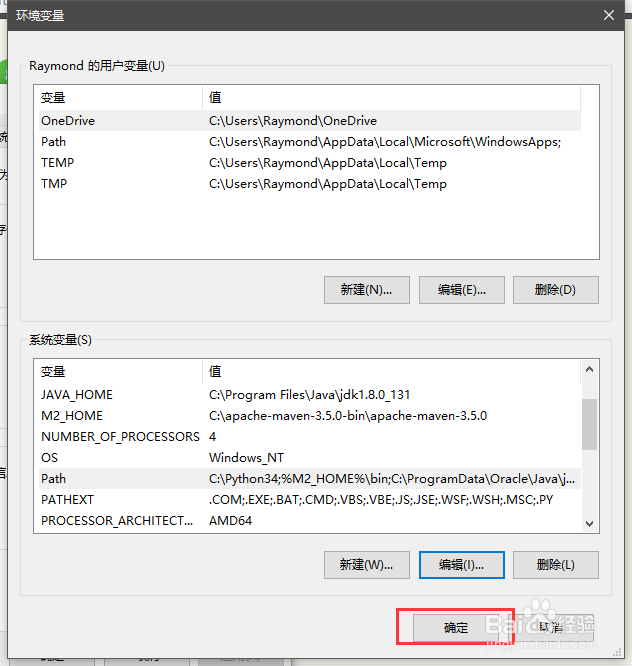 环境变量
Raymond 的用户变量(U)
变量 值
OneDrive C:\Users\Raymond\OneDrive
Path C:\Users\Raymond\AppData\Local\Microsoft\WindowsApps;
TEMP C:\Users\Raymond\AppData\Local\Temp
TMP C:\Users\Raymond\AppData\Local\Temp
新建(N)... 编辑(E)... 删除(D)
系统变量(S)
变量 值
JAVA_HOME C:\Program Files\Java\jdk1.8.0_131
M2_HOME C:\apache-maven-3.5.0-bin\apache-maven-3.5.0
NUMBER_OF_PROCESSORS 4
OS Windows_NT
Path C:\Python34;%M2_HOME%\bin;C:\ProgramData\Oracle\Java\j...
PATHEXT .COM;.EXE;.BAT;.CMD;.VBS;.VBE;.JS;.JSE;.WSF;.WSH;.MSC;.PY
PROCESSOR_ARCHITECT... AMD64
新建(W)... 编辑(I)... 删除(L)
确定 取消
Baidu经验
jingyan.baidu.com